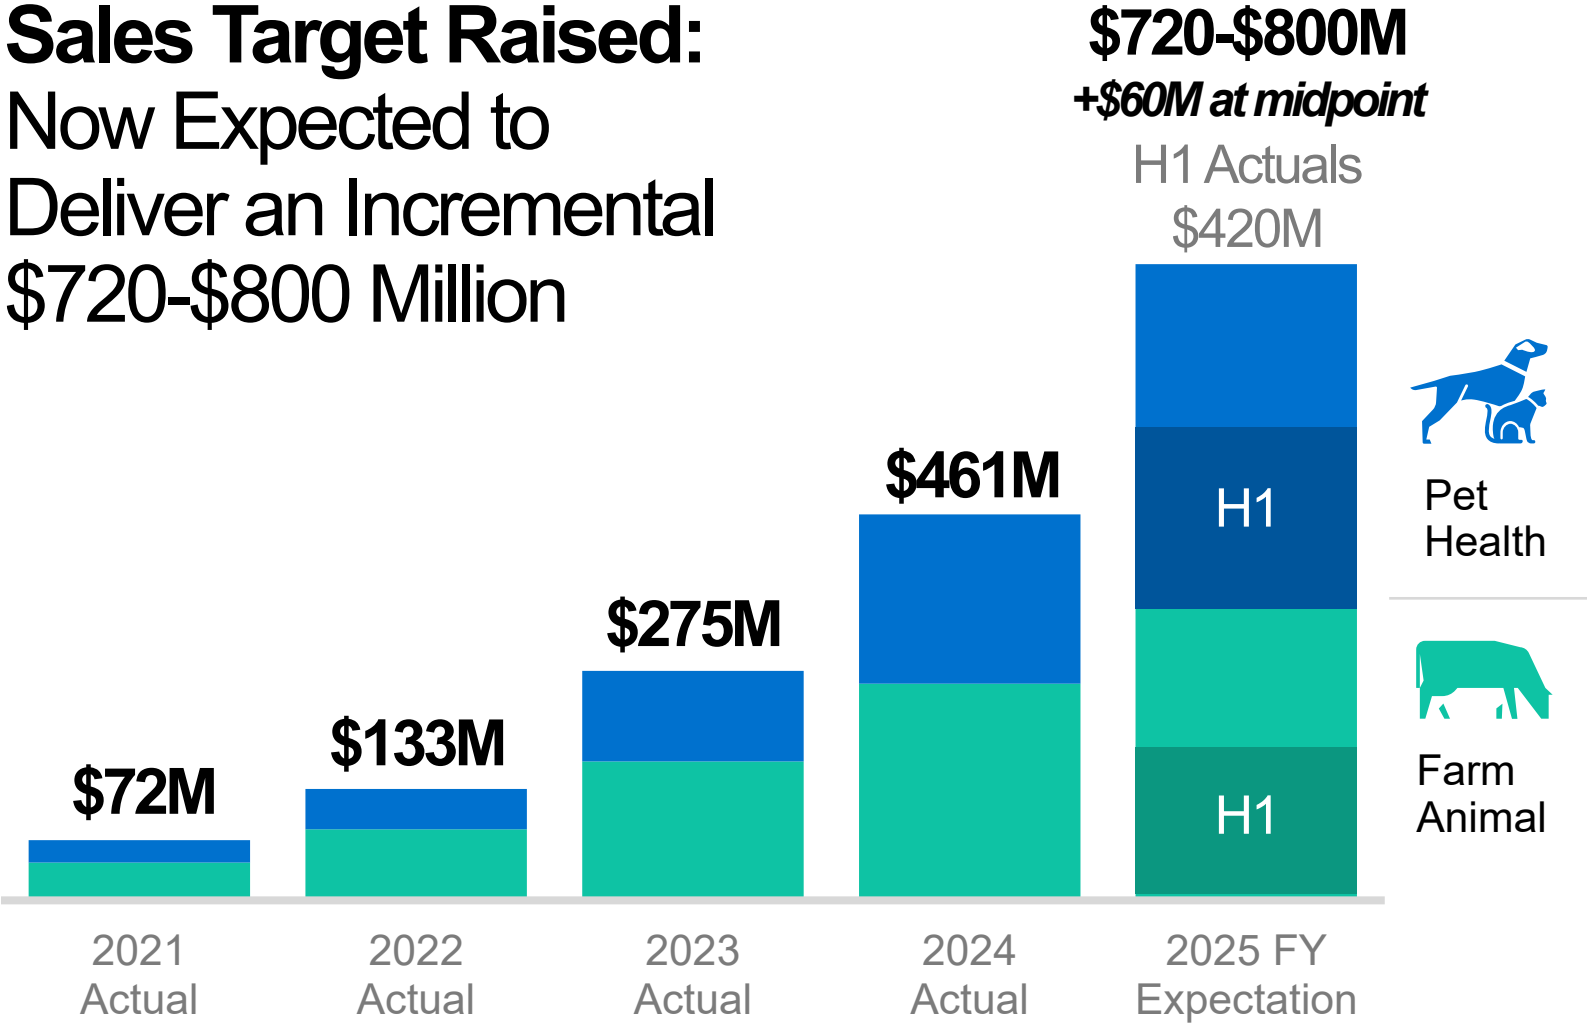 Sales Target Raised:
Now Expected to
Deliver an Incremental
$720-$800 Million
$720-$800M
+$60M at midpoint
H1 Actuals
$420M
$72M
$133M
$275M
$461M
H1
H1
Pet
Health
Farm
Animal
2021
Actual
2022
Actual
2023
Actual
2024
Actual
2025 FY
Expectation